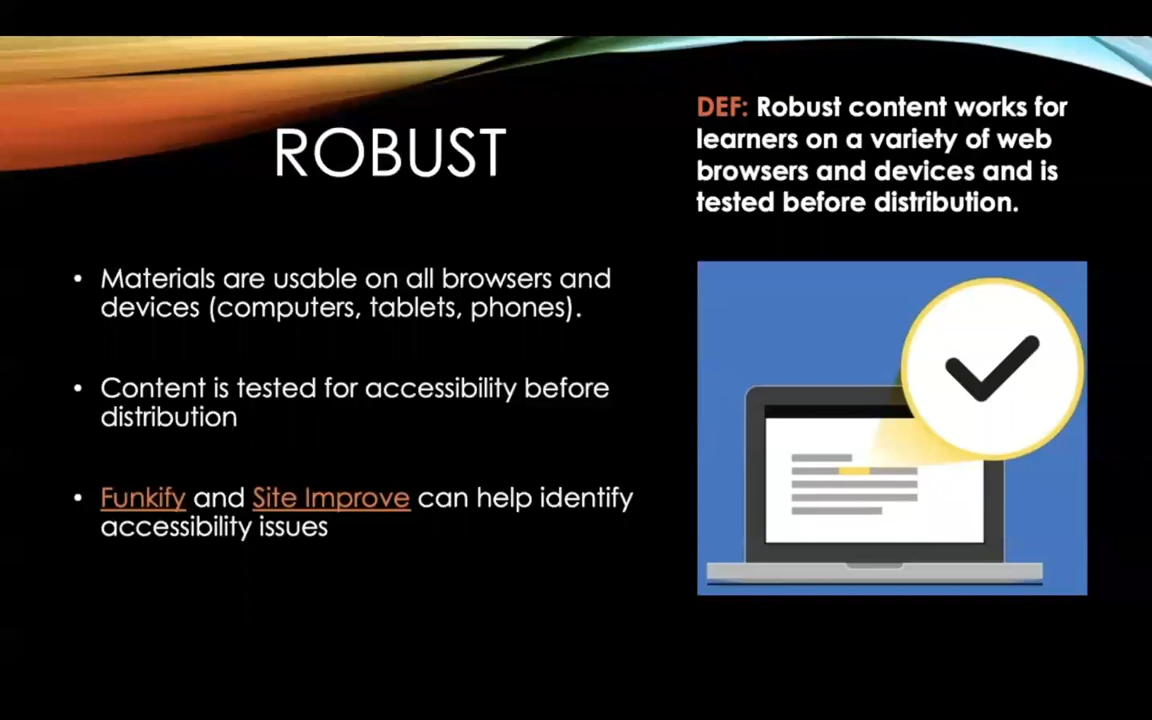 ROBUST
DEF: Robust content works for
learners on a variety of web
browsers and devices and is
tested before distribution.
• Materials are usable on all browsers and
devices (computers, tablets, phones).
• Content is tested for accessibility before
distribution
• Funkify and Site Improve can help identify
accessibility issues